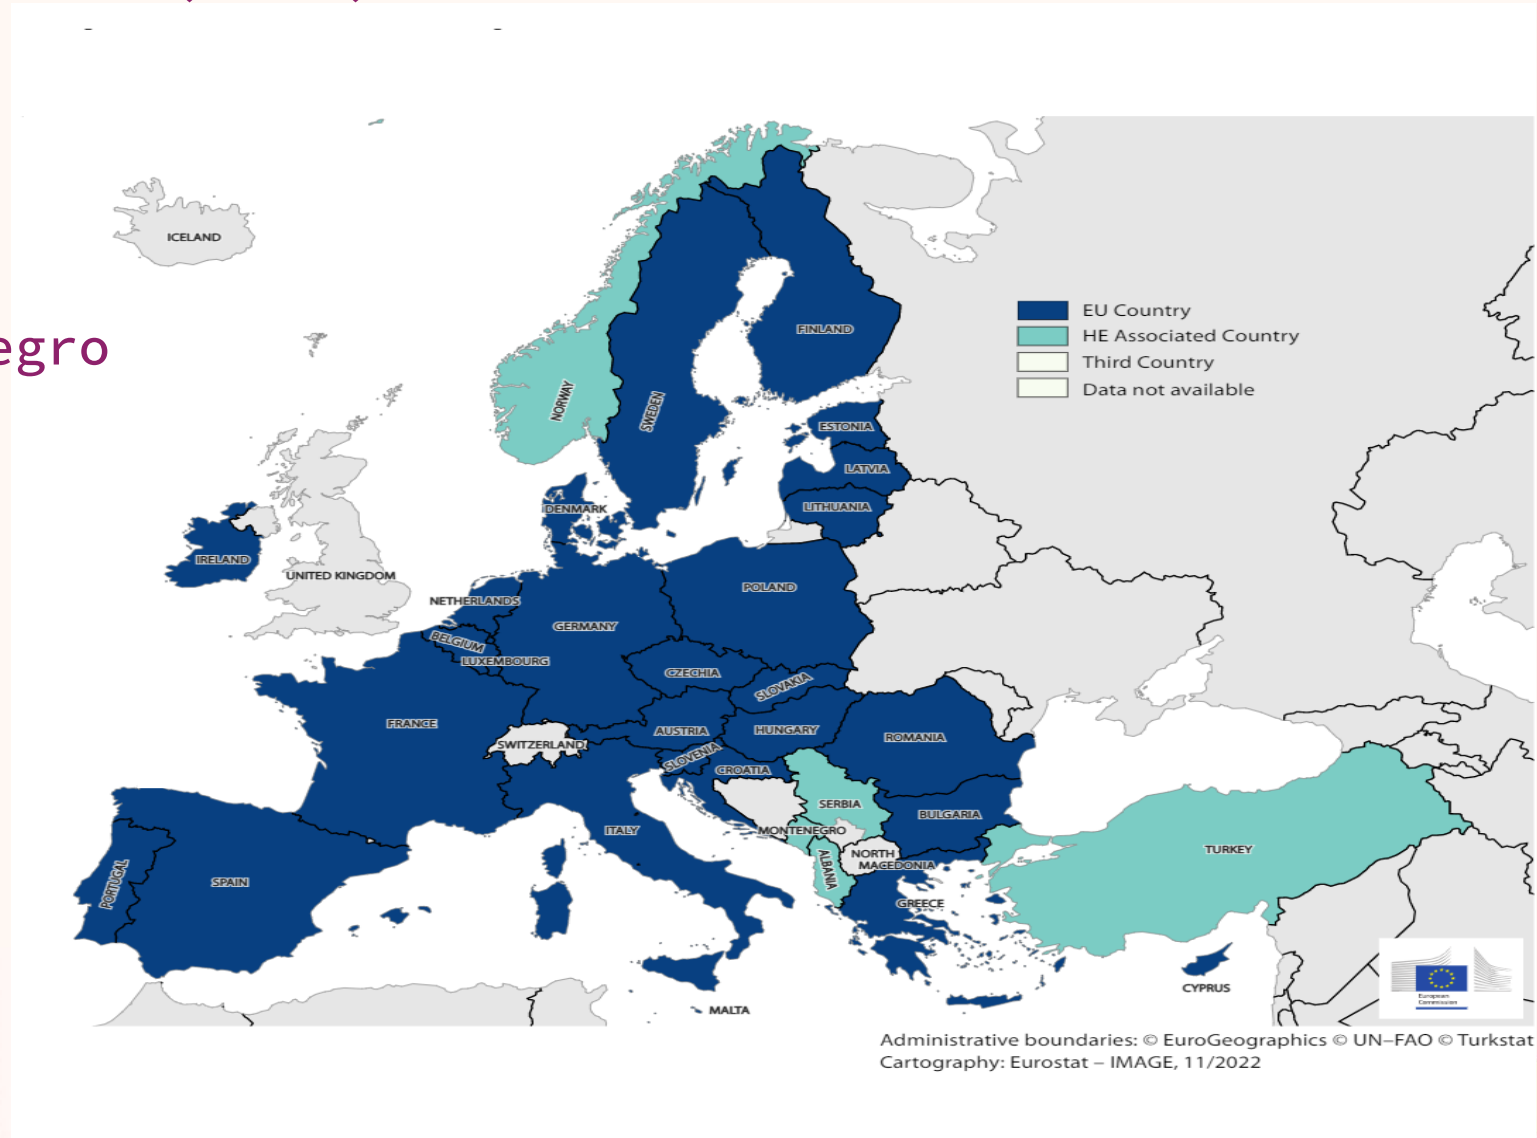 egro
ICELAND
NORWAY
SWEDEN
FINLAND
EU Country
HE Associated Country
Third Country
Data not available
ESTONIA
LATVIA
LITHUANIA
DENMARK
IRELAND
UNITED KINGDOM
NETHERLANDS
BELGIUM
LUXEMBOURG
GERMANY
POLAND
CZECHIA
SLOVAKIA
FRANCE
SWITZERLAND
AUSTRIA
HUNGARY
ROMANIA
SLOVENIA
CROATIA
SERBIA
BULGARIA
ITALY
MONTENEGRO
ALBANIA
NORTH
MACEDONIA
TURKEY
PORTUGAL
SPAIN
GREECE
CYPRUS
MALTA
European
Commission
Administrative boundaries: © EuroGeographics © UN–FAO © Turkstat
Cartography: Eurostat – IMAGE, 11/2022